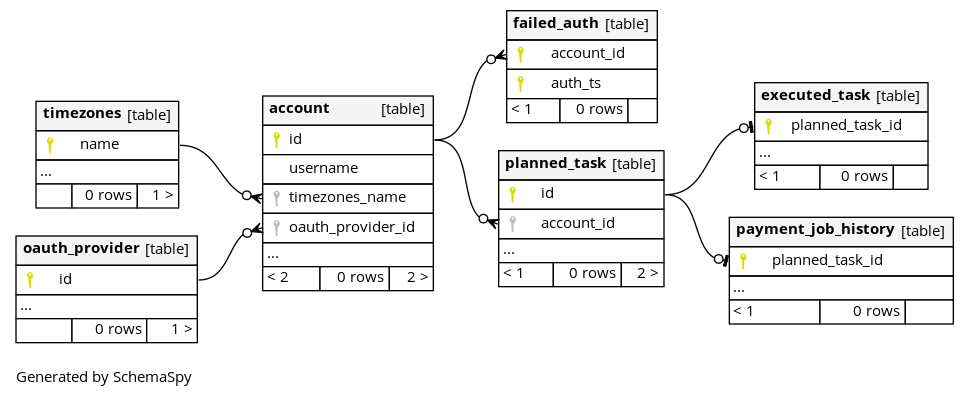 timezones [table]
name
...
0 rows 1 >
oauth_provider [table]
id
...
0 rows 1 >
account [table]
id
username
timezones_name
oauth_provider_id
...
< 2 0 rows 2 >
failed_auth [table]
account_id
auth_ts
< 1 0 rows
planned_task [table]
id
account_id
...
< 1 0 rows 2 >
executed_task [table]
planned_task_id
...
< 1 0 rows
payment_job_history [table]
planned_task_id
...
< 1 0 rows
Generated by SchemaSpy